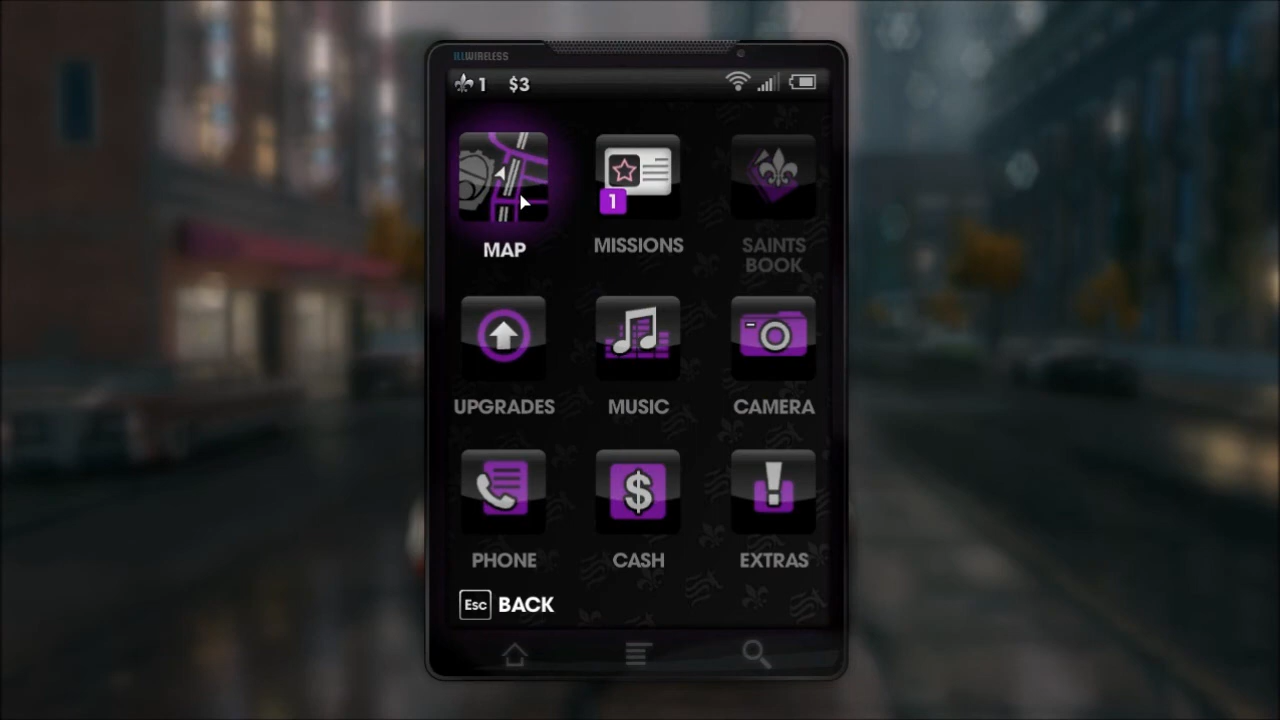 ILLWIRELESS
1 $3
MAP
1
MISSIONS
SAINTS
BOOK
UPGRADES
MUSIC
CAMERA
PHONE
$
CASH
!
EXTRAS
Esc BACK